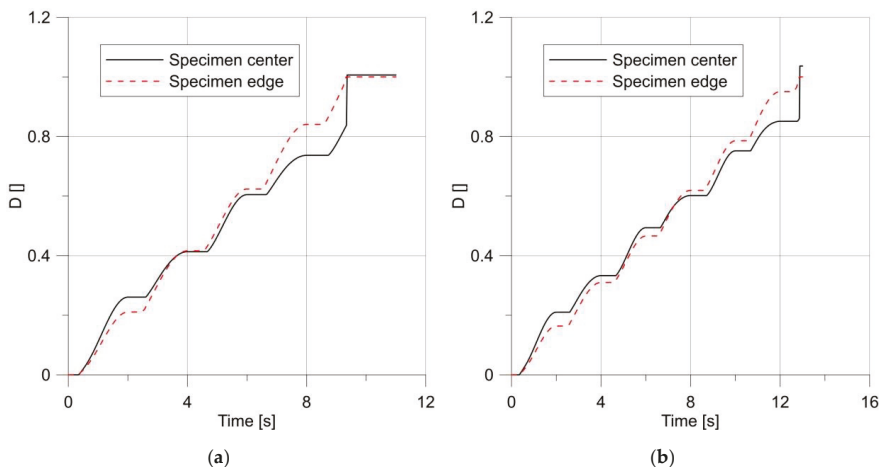 1.2
Specimen center
Specimen edge
0.8
D []
0.4
0
0 4 8 12
Time [s]
(a)
1.2
Specimen center
Specimen edge
0.8
D []
0.4
0
0 4 8 12 16
Time [s]
(b)